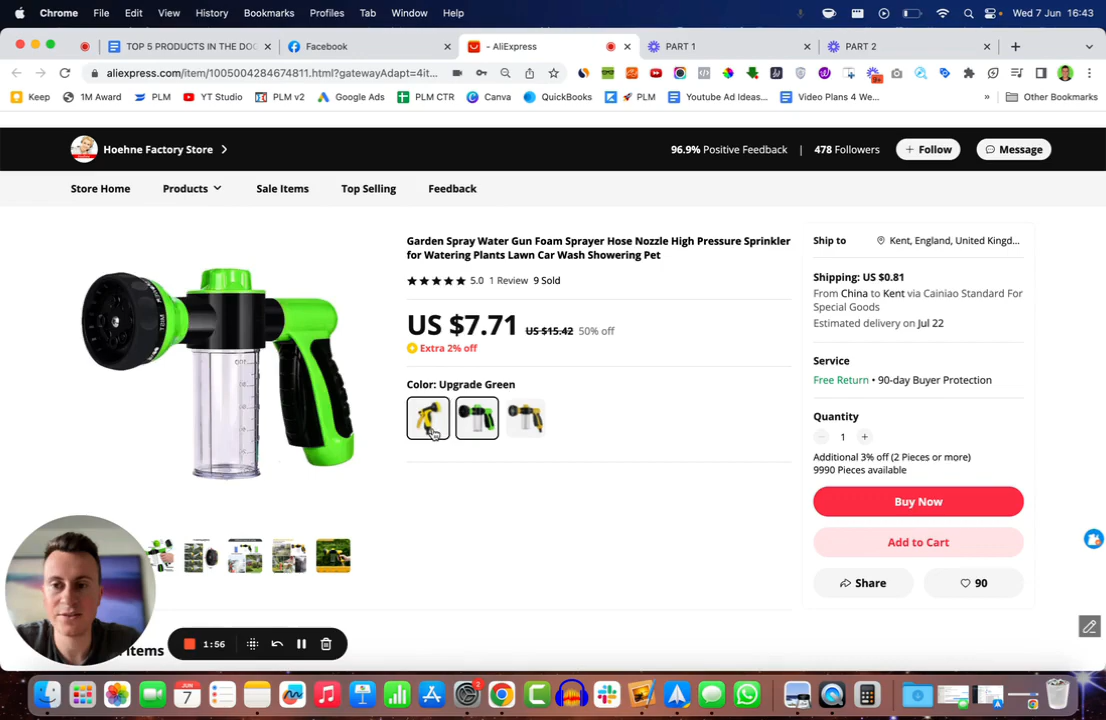 Chrome File Edit View History Bookmarks Profiles Tab Window Help Wed 7 Jun 16:43
TOP 5 PRODUCTS IN THE DOC Facebook - AliExpress PART 1 PART 2
aliexpress.com/item/1005004284674811.html?gatewayAdapt=4it...
Keep 1M Award PLM YT Studio PLM v2 Google Ads PLM CTR Canva QuickBooks PLM Youtube Ad Ideas... Video Plans 4 We... » Other Bookmarks
Hoehne Factory Store 96.9% Positive Feedback | 478 Followers + Follow Message
Store Home Products Sale Items Top Selling Feedback
Garden Spray Water Gun Foam Sprayer Hose Nozzle High Pressure Sprinkler
for Watering Plants Lawn Car Wash Showering Pet
5.0 1 Review 9 Sold
US $7.71 US $15.42 50% off
Extra 2% off
Color: Upgrade Green
MIST
100
Ship to Kent, England, United Kingd...
Shipping: US $0.81
From China to Kent via Cainiao Standard For
Special Goods
Estimated delivery on Jul 22
Service
Free Return • 90-day Buyer Protection
Quantity
1 +
Additional 3% off (2 Pieces or more)
9990 Pieces available
Buy Now
Add to Cart
Share 90
1:56
items
7
2